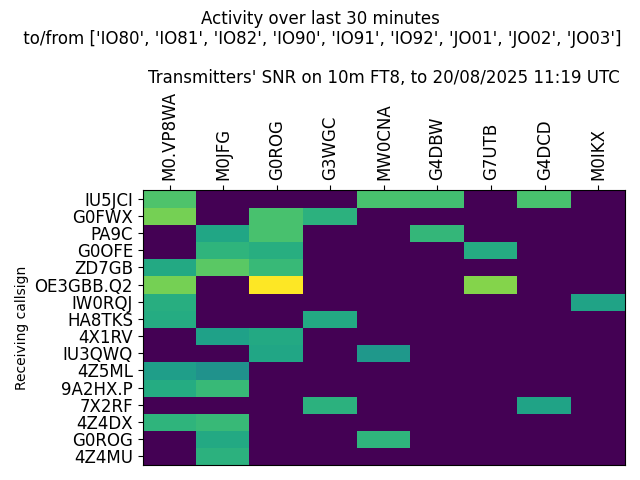 Activity over last 30 minutes
to/from ['IO80', 'IO81', 'IO82', 'IO90', 'IO91', 'IO92', 'JO01', 'JO02', 'JO03']
Transmitters' SNR on 10m FT8, to 20/08/2025 11:19 UTC
M0.VP8WA
M0JFG
G0ROG
G3WGC
MW0CNA
G4DBW
G7UTB
G4DCD
M0IKX
Receiving callsign
IU5JCI
G0FWX
PA9C
G0OFE
ZD7GB
OE3GBB.Q2
IW0RQJ
HA8TKS
4X1RV
IU3QWQ
4Z5ML
9A2HX.P
7X2RF
4Z4DX
G0ROG
4Z4MU